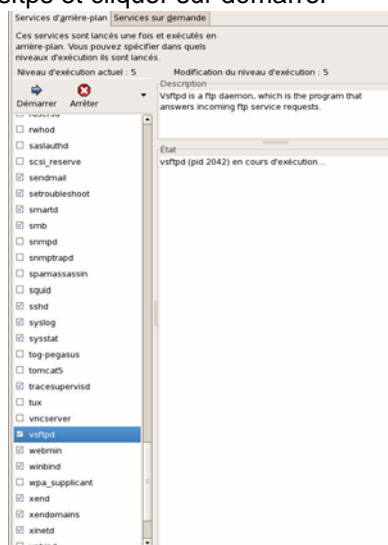 et cliquer sur démarrer
Services d'arrière-plan Services sur demande
Ces services sont lancés une fois et exécutés en
arrière-plan. Vous pouvez spécifier dans quels
niveaux d'exécution ils sont lancés.
Niveau d'exécution actuel : 5 Modification du niveau d'exécution : 5
Démarrer Arrêter
Description
Vsftpd is a ftp daemon, which is the program that
answers incoming ftp service requests.
État
vsftpd (pid 2042) en cours d'exécution...
rwhod
saslauthd
scsi_reserve
sendmail
setroubleshoot
smartd
smb
snmpd
snmptrapd
spamassassin
squid
sshd
syslog
sysstat
tog-pegasus
tomcat5
tracesupervisd
tux
vncserver
vsftpd
webmin
winbind
wpa_supplicant
xend
xendomains
xinetd